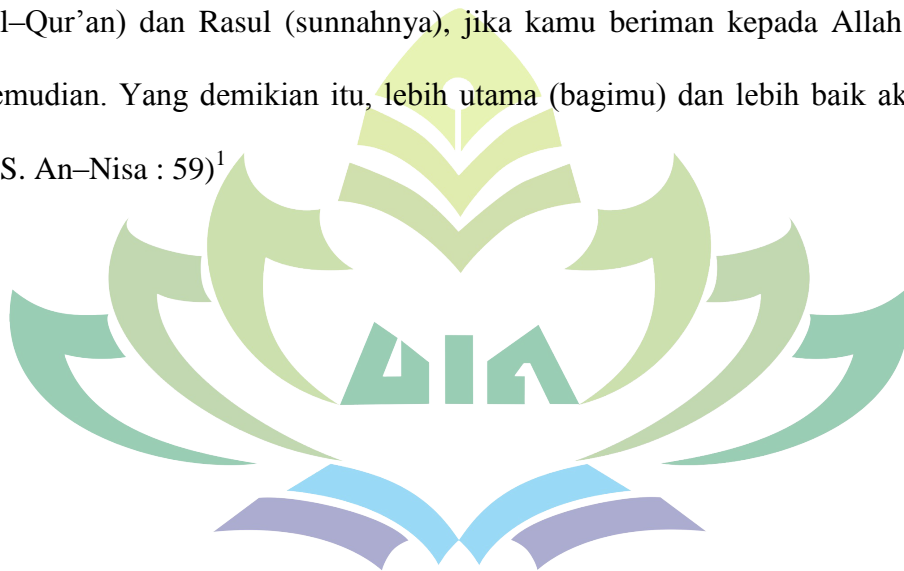 l–Qur’an) dan Rasul (sunnahnya), jika kamu beriman kepada Allah
emudian. Yang demikian itu, lebih utama (bagimu) dan lebih baik ak
S. An–Nisa : 59)1
UIN